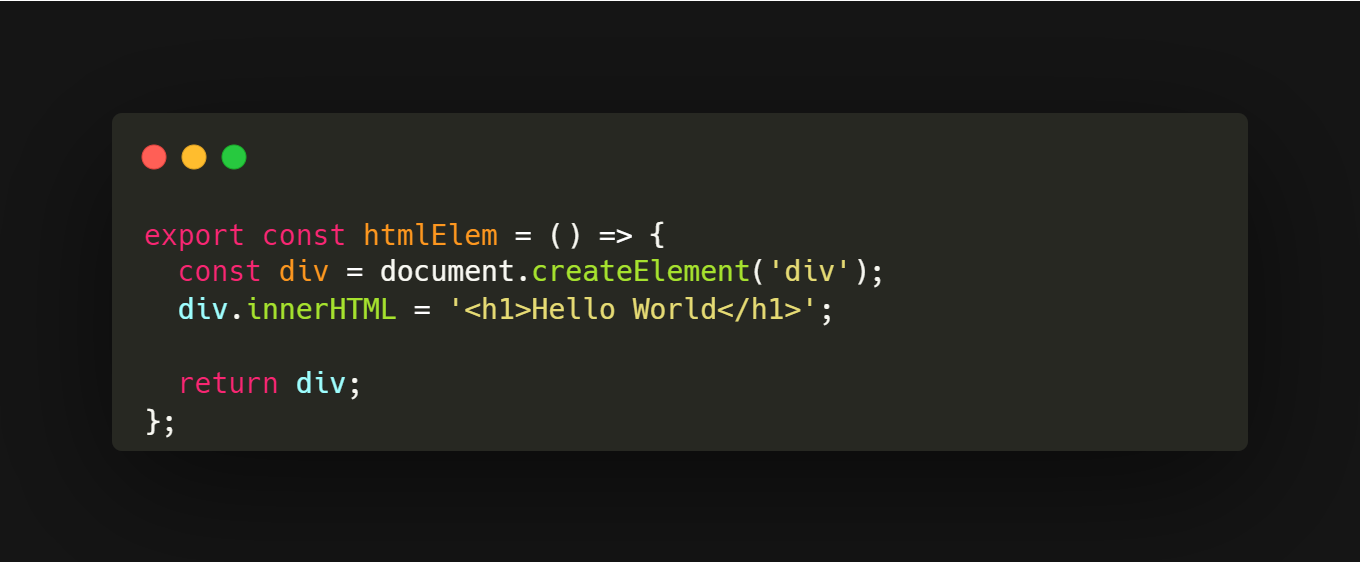 export const htmlElem = () => {
  const div = document.createElement('div');
  div.innerHTML = '<h1>Hello World</h1>';

  return div;
};